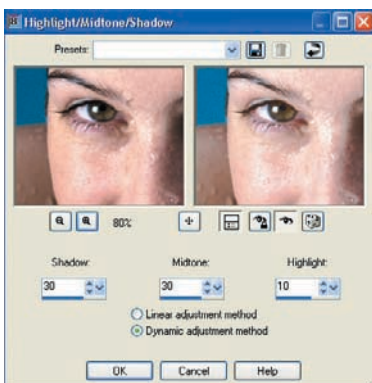 Highlight/Midtone/Shadow
Presets:
80%
Shadow: Midtone: Highlight:
30 30 10
Linear adjustment method
Dynamic adjustment method
OK Cancel Help